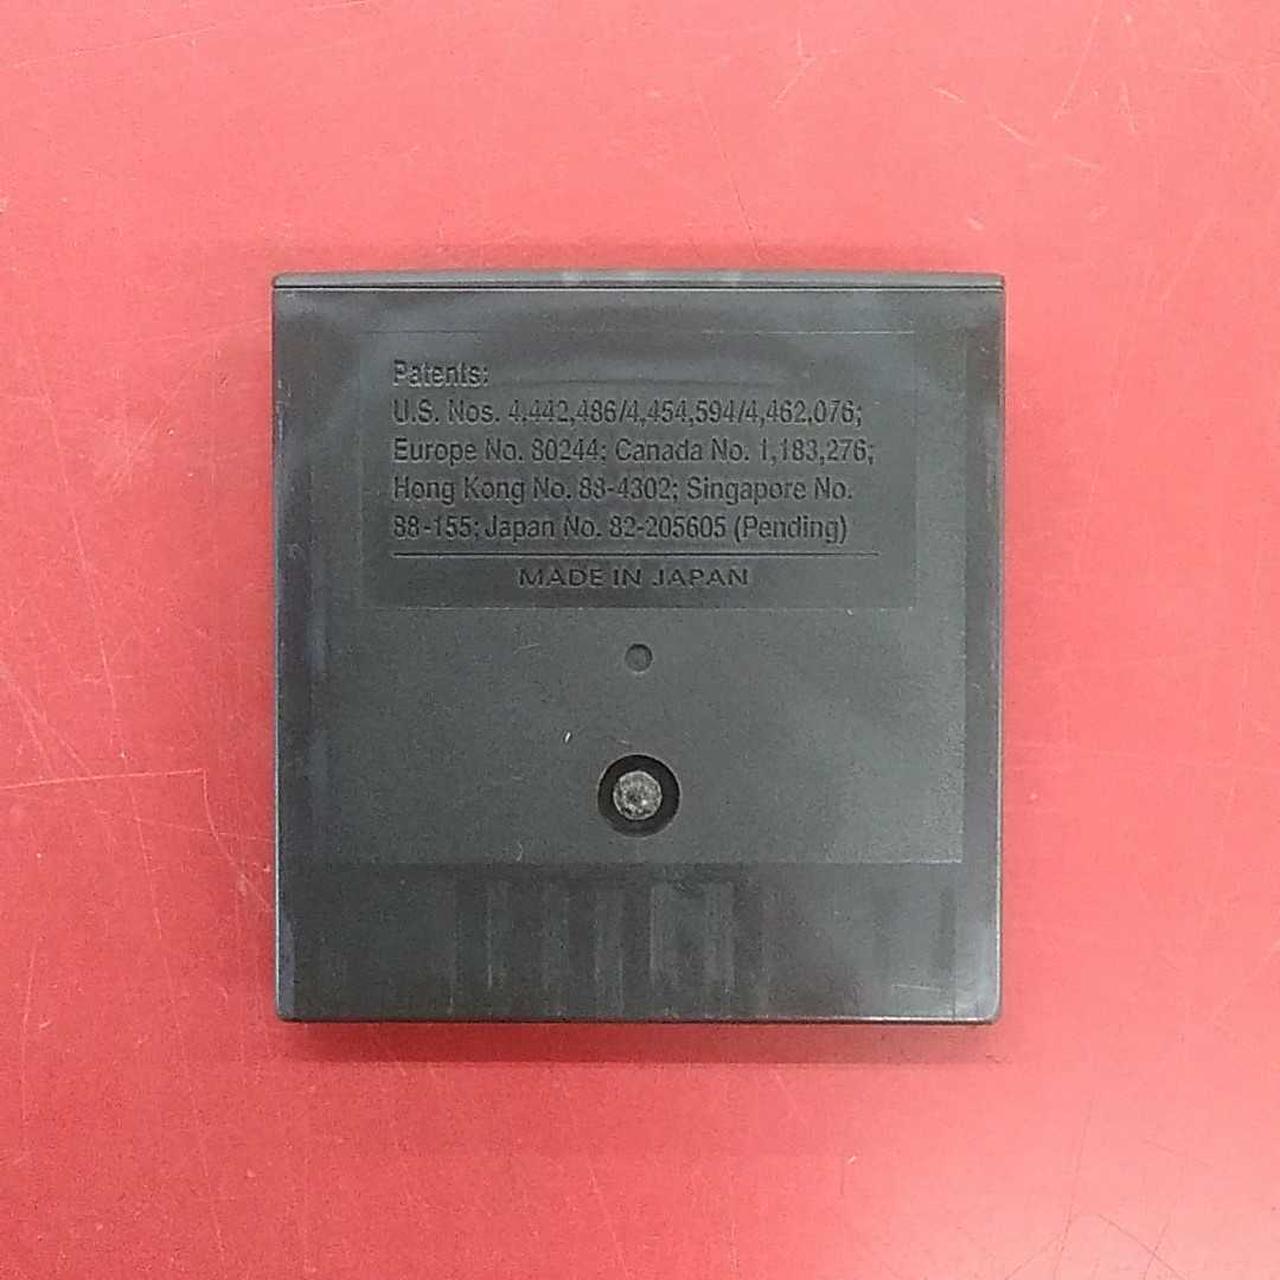 Patents:
U.S. Nos. 4,442,486/4,454,594/4,462,076;
Europe No. 80244; Canada No. 1,183,276;
Hong Kong No. 88-4302; Singapore No.
88-155; Japan No. 82-205605 (Pending)
MADE IN JAPAN